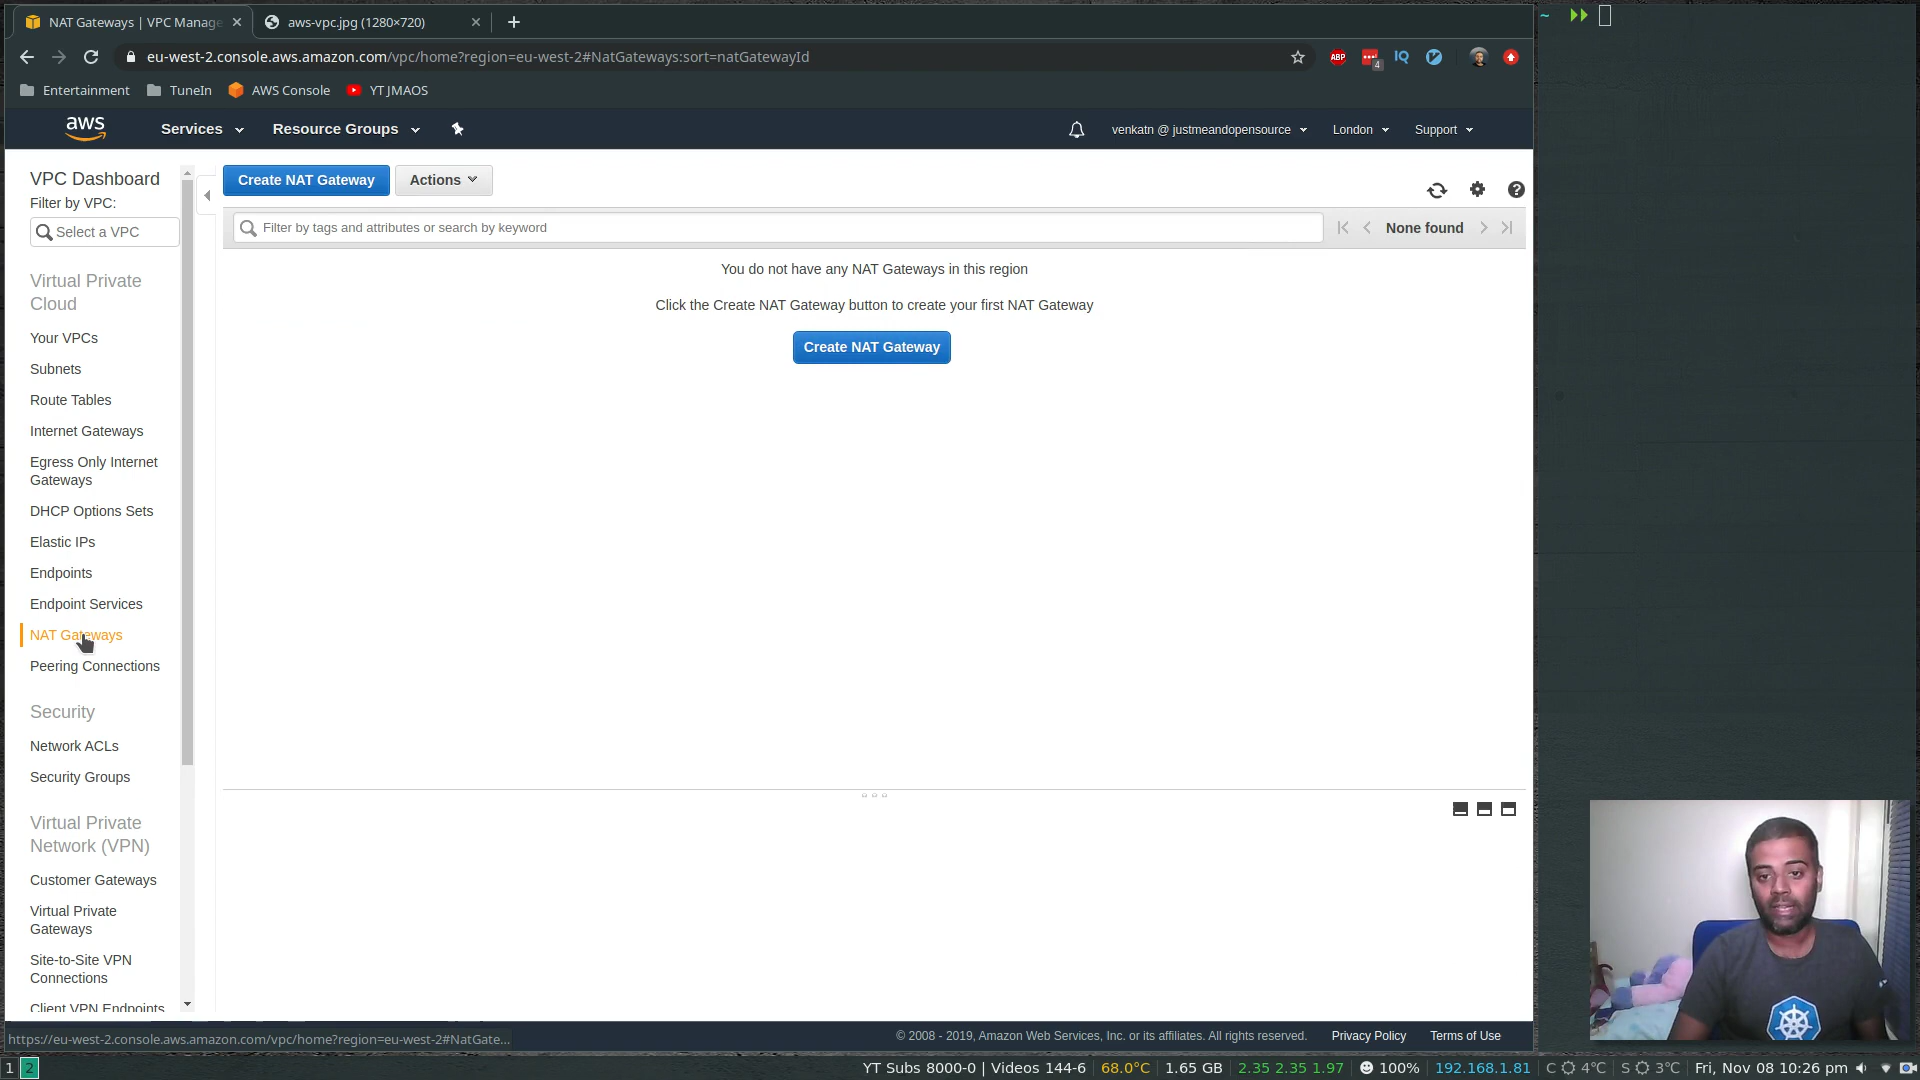 NAT Gateways | VPC Manage
aws-vpc.jpg (1280×720)
eu-west-2.console.aws.amazon.com/vpc/home?region=eu-west-2#NatGateways:sort=natGatewayId
ABP
4
IQ
Entertainment
TuneIn
AWS Console
YT JMAOS
aws
Services
Resource Groups
venkatn @ justmeandopensource
London
Support
VPC Dashboard
Filter by VPC:
Select a VPC
Virtual Private
Cloud
Your VPCs
Subnets
Route Tables
Internet Gateways
Egress Only Internet
Gateways
DHCP Options Sets
Elastic IPs
Endpoints
Endpoint Services
NAT Gateways
Peering Connections
Security
Network ACLs
Security Groups
Virtual Private
Network (VPN)
Customer Gateways
Virtual Private
Gateways
Site-to-Site VPN
Connections
Client VPN Endpoints
Create NAT Gateway
Actions
Filter by tags and attributes or search by keyword
None found
You do not have any NAT Gateways in this region
Click the Create NAT Gateway button to create your first NAT Gateway
Create NAT Gateway
~
© 2008 - 2019, Amazon Web Services, Inc. or its affiliates. All rights reserved.
Privacy Policy
Terms of Use
https://eu-west-2.console.aws.amazon.com/vpc/home?region=eu-west-2#NatGate...
1 2
YT Subs 8000-0 | Videos 144-6 | 68.0°C | 1.65 GB | 2.35 2.35 1.97 | 100% | 192.168.1.81 | C 4°C | S 3°C | Fri, Nov 08 10:26 pm